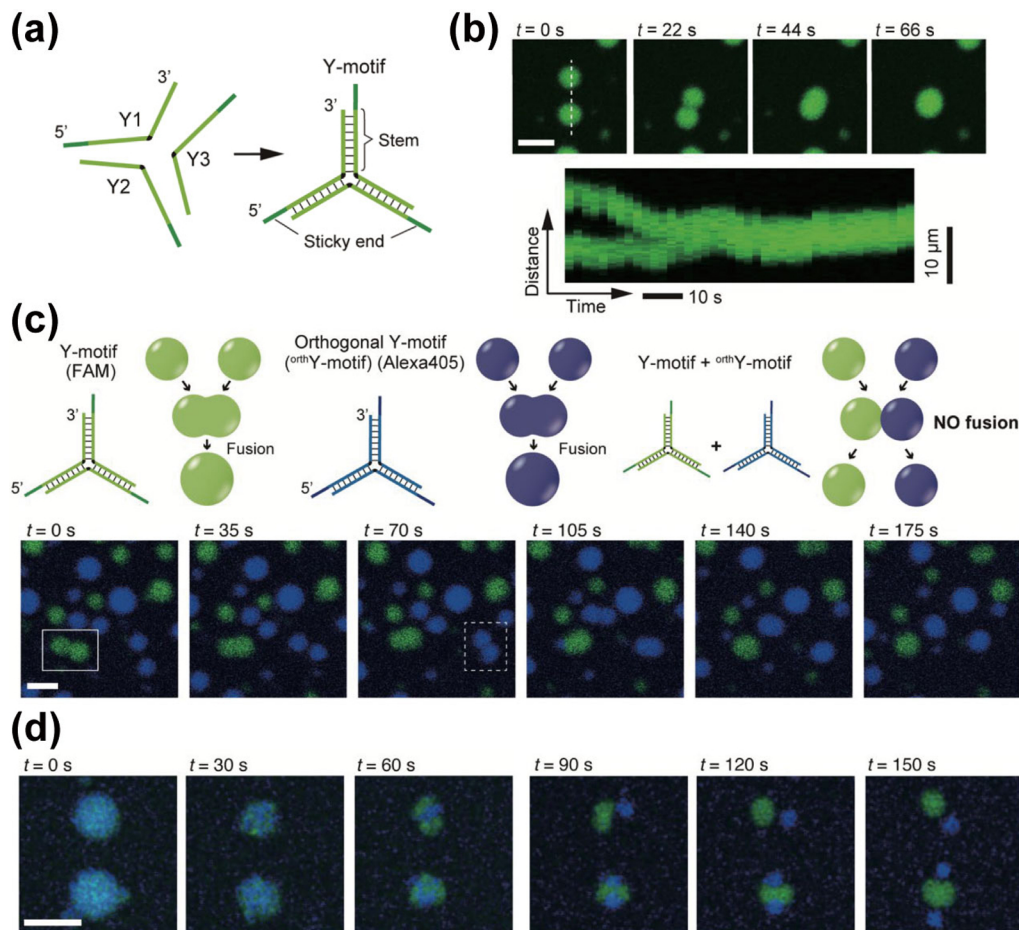 (a)
3’
Y1
5’
Y2
Y3
Y-motif
3’
Stem
5’
Sticky end
(b)
t = 0 s
t = 22 s
t = 44 s
t = 66 s
Distance
Time
10 s
10 μm
(c)
Y-motif
(FAM)
3’
5’
Fusion
Orthogonal Y-motif
(orthY-motif) (Alexa405)
3’
5’
Fusion
Y-motif + orthY-motif
+
NO fusion
t = 0 s
t = 35 s
t = 70 s
t = 105 s
t = 140 s
t = 175 s
(d)
t = 0 s
t = 30 s
t = 60 s
t = 90 s
t = 120 s
t = 150 s